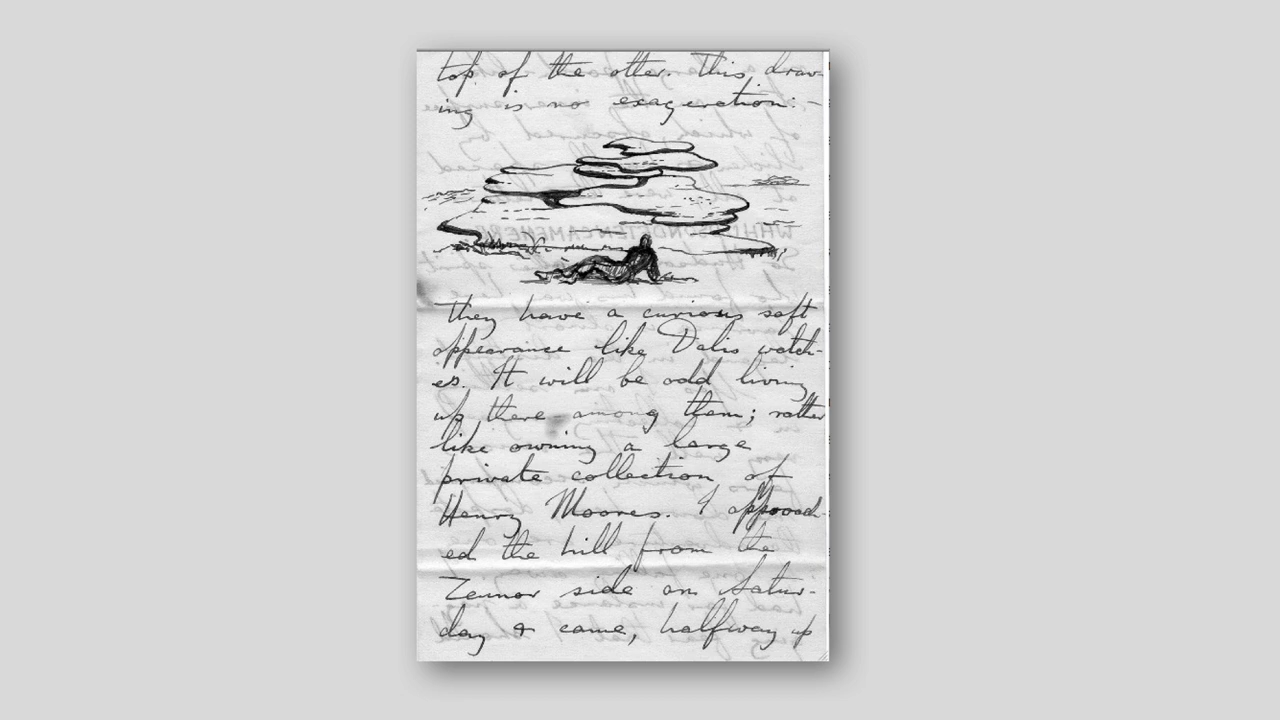 top of the other. This draw-
ing is no exageration: -
they have a curious soft
appearance like Dalis watch-
es. It will be odd living
up there among them; rather
like owning a large
private collection of
Henry Moores. I approach-
ed the hill from the
Zennor side on Satur-
day & came, halfway up